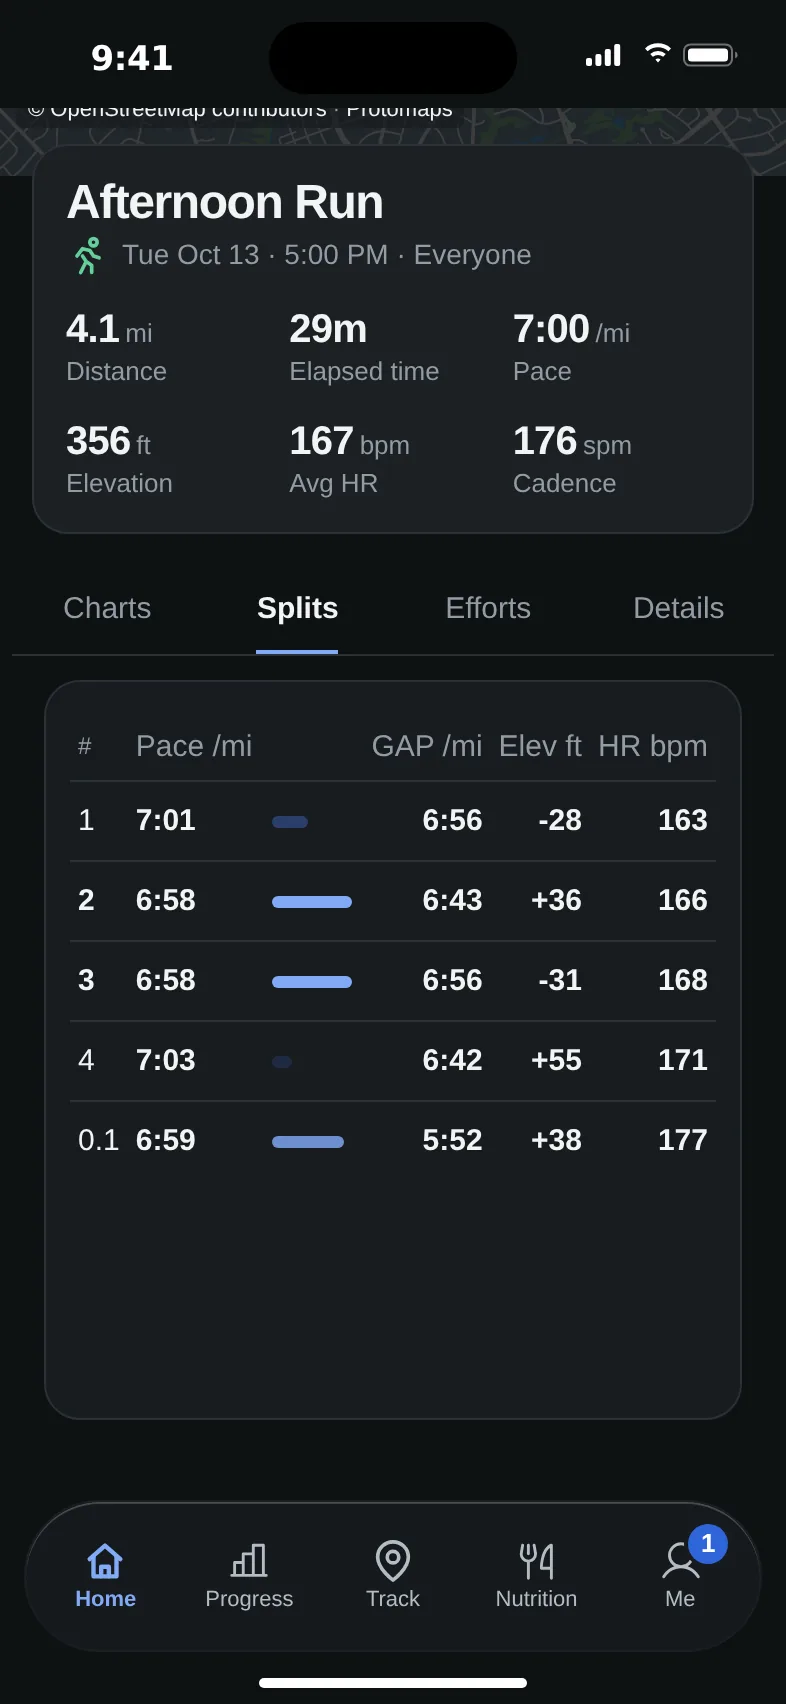 9:41
© OpenStreetMap contributors · Protomaps
Afternoon Run
Tue Oct 13 · 5:00 PM · Everyone
4.1 mi 29m 7:00 /mi
Distance Elapsed time Pace
356 ft 167 bpm 176 spm
Elevation Avg HR Cadence
Charts Splits Efforts Details
# Pace /mi GAP /mi Elev ft HR bpm
1 7:01 6:56 -28 163
2 6:58 6:43 +36 166
3 6:58 6:56 -31 168
4 7:03 6:42 +55 171
0.1 6:59 5:52 +38 177
1
Home Progress Track Nutrition Me